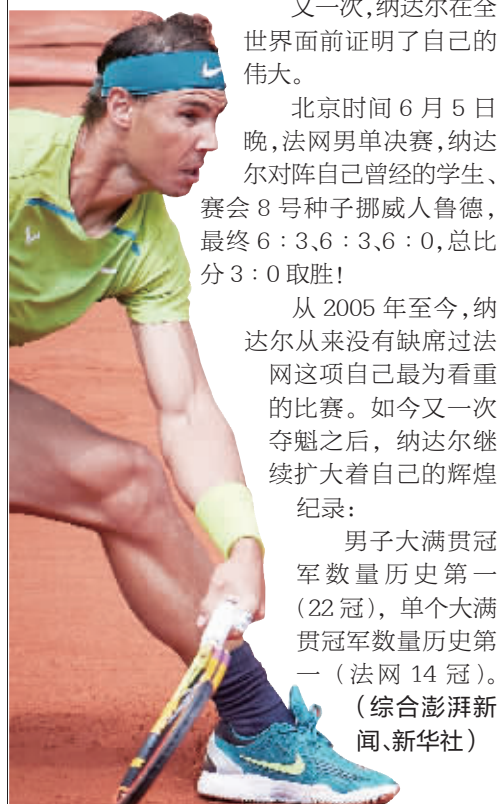 又一次,纳达尔在全
世界面前证明了自己的
伟大。
北京时间 6 月 5 日
晚,法网男单决赛,纳达
尔对阵自己曾经的学生、
赛会 8 号种子挪威人鲁德,
最终 6∶3、6∶3、6∶0,总比
分 3∶0 取胜!
从 2005 年至今,纳
达尔从来没有缺席过法
网这项自己最为看重
的比赛。如今又一次
夺魁之后，纳达尔继
续扩大着自己的辉煌
纪录:
男子大满贯冠
军数量历史第一
(22 冠)，单个大满
贯冠军数量历史第
一（法网 14 冠）。
(综合澎湃新
闻、新华社)